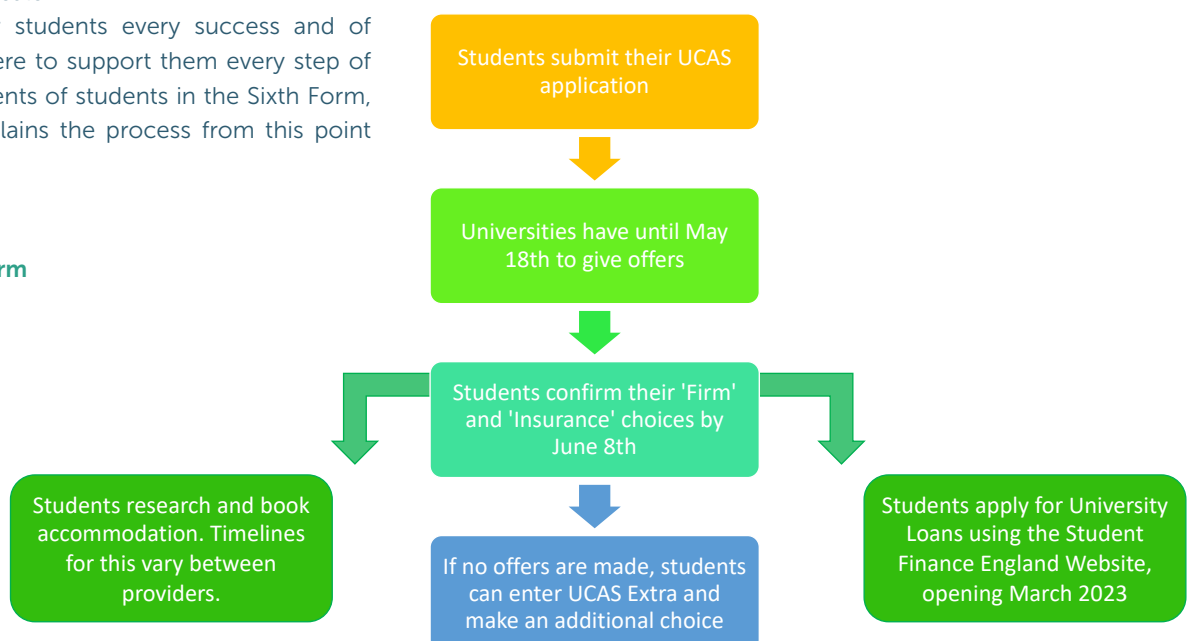 students every success and of
to support them every step of
of students in the Sixth Form,
the process from this point
Students submit their UCAS
application
Universities have until May
18th to give offers
Students confirm their 'Firm'
and 'Insurance' choices by
June 8th
Students research and book
accommodation. Timelines
for this vary between
providers.
If no offers are made, students
can enter UCAS Extra and
make an additional choice
Students apply for University
Loans using the Student
Finance England Website,
opening March 2023